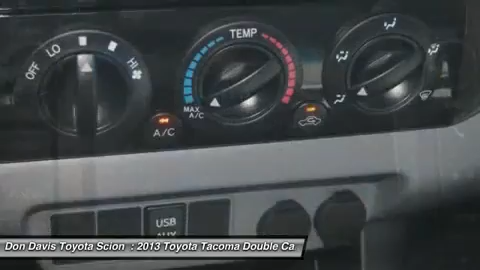 TEMP
LO
HI
OFF
MAX
A/C
A/C
USB
AUX
Don Davis Toyota Scion : 2013 Toyota Tacoma Double Ca